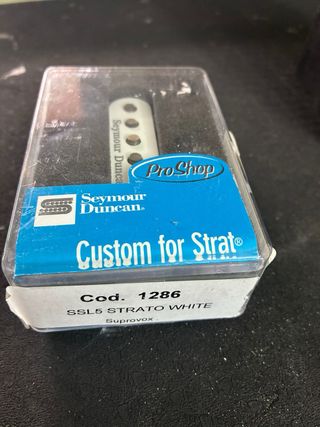 Seymour Duncan
ProShop
Seymour
Duncan®
Custom for Strat®
Cod. 1286
SSL5 STRATO WHITE
Suprovox